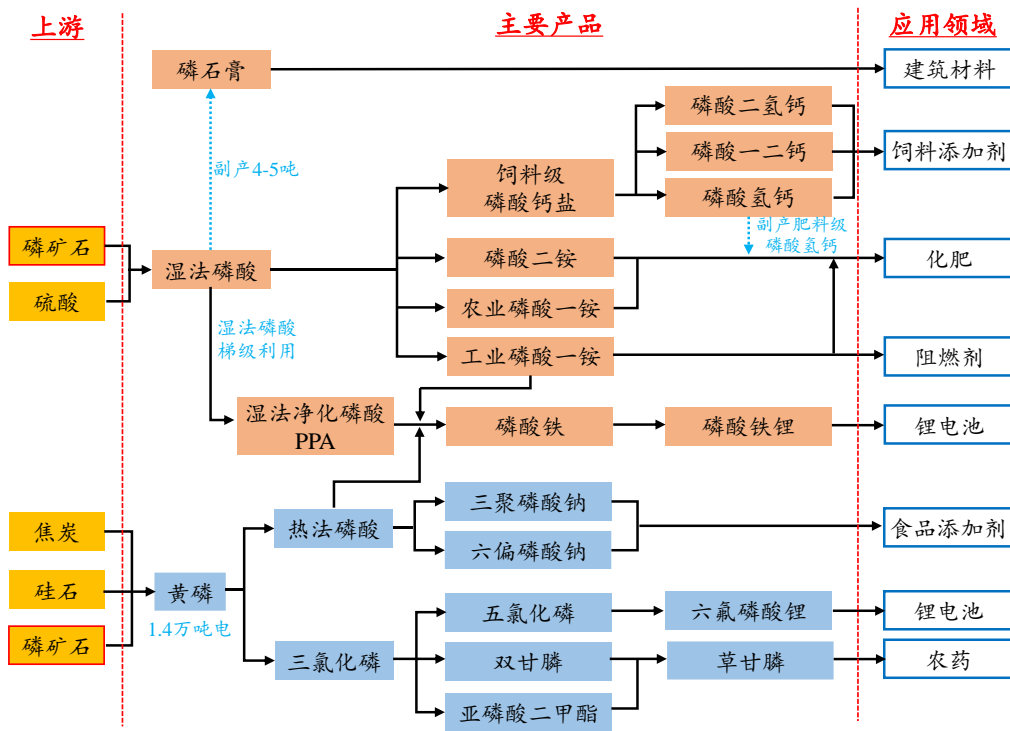 上游
主要产品
应用领域
磷石膏
建筑材料
磷酸二氢钙
副产4-5吨
饲料级
磷酸钙盐
磷酸一二钙
饲料添加剂
磷酸氢钙
副产肥料级
磷酸氢钙
磷矿石
湿法磷酸
磷酸二铵
化肥
硫酸
农业磷酸一铵
湿法磷酸
梯级利用
工业磷酸一铵
阻燃剂
湿法净化磷酸
PPA
磷酸铁
磷酸铁锂
锂电池
三聚磷酸钠
焦炭
热法磷酸
食品添加剂
六偏磷酸钠
硅石
黄磷
1.4万吨电
五氯化磷
六氟磷酸锂
锂电池
磷矿石
三氯化磷
双甘膦
草甘膦
农药
亚磷酸二甲酯